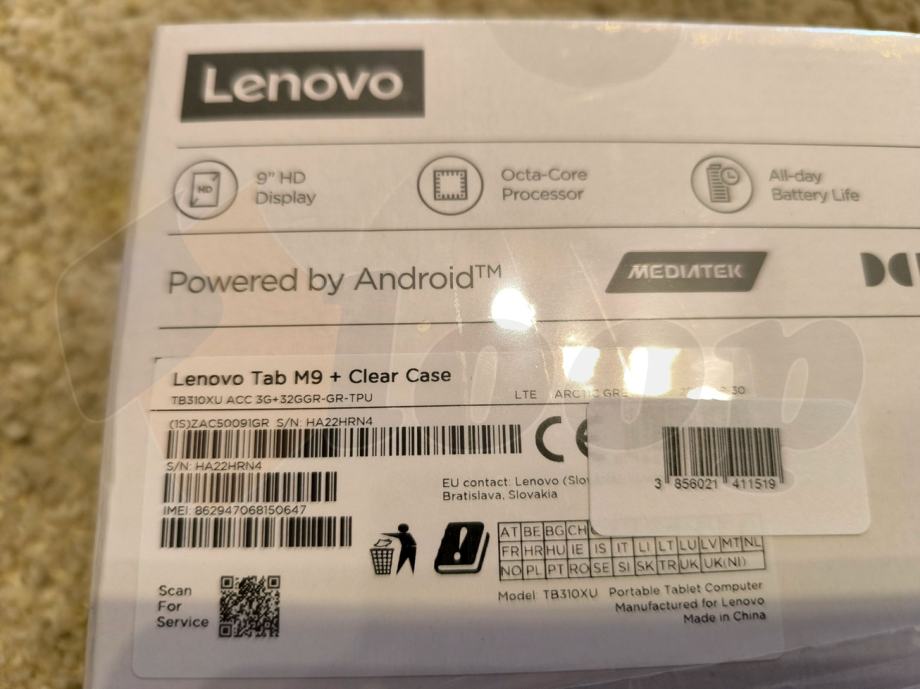 Lenovo
HD
9" HD
Display
Octa-Core
Processor
All-day
Battery Life
Powered by Android™
MEDIATEK
loop
Lenovo Tab M9 + Clear Case
TB310XU ACC 3G+32GGR-GR-TPU
LTE ARCTIC
(1S)ZAC50091GR S/N: HA22HRN4
S/N: HA22HRN4
IMEI: 862947068150647
CE
EU contact: Lenovo
Bratislava, Slovakia
3 856021 411519
AT BE BG CH
FR HR HU IE IS IT LI LT LU LV MT NL
NO PL PT RO SE SI SK TR UK UK(NI)
Scan
For
Service
Model: TB310XU Portable Tablet Computer
Manufactured for Lenovo
Made in China